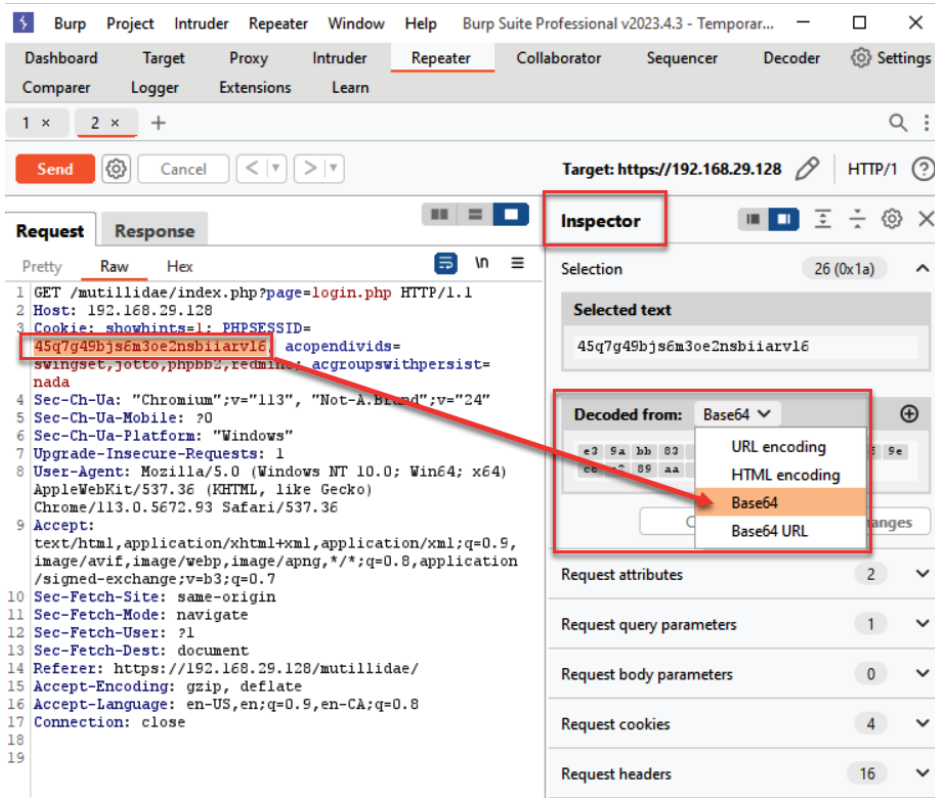 Burp Project Intruder Repeater Window Help Burp Suite Professional v2023.4.3 - Temporar...
Dashboard Target Proxy Intruder Repeater Collaborator Sequencer Decoder Settings
Comparer Logger Extensions Learn
1 × 2 × +
Send Cancel < > Target: https://192.168.29.128 HTTP/1 ?
Request Response
Inspector
Pretty Raw Hex \n
Selection 26 (0x1a)
Selected text
45q7g49bjs6m3oe2nsbiiarvl6
Decoded from: Base64
e3 9a bb 83 9e
89 aa
URL encoding
HTML encoding
Base64
Base64 URL
anges
Request attributes 2
Request query parameters 1
Request body parameters 0
Request cookies 4
Request headers 16
1 GET /mutillidae/index.php?page=login.php HTTP/1.1
2 Host: 192.168.29.128
3 Cookie: showhints=1; PHPSESSID=
45q7g49bjs6m3oe2nsbiiarvl6; acopendivids=
swingset,jotto,phpbb2,redmine; acgroupswithpersist=
nada
4 Sec-Ch-Ua: "Chromium";v="113", "Not-A.Brand";v="24"
5 Sec-Ch-Ua-Mobile: ?0
6 Sec-Ch-Ua-Platform: "Windows"
7 Upgrade-Insecure-Requests: 1
8 User-Agent: Mozilla/5.0 (Windows NT 10.0; Win64; x64)
AppleWebKit/537.36 (KHTML, like Gecko)
Chrome/113.0.5672.93 Safari/537.36
9 Accept:
text/html,application/xhtml+xml,application/xml;q=0.9,
image/avif,image/webp,image/apng,*/*;q=0.8,application
/signed-exchange;v=b3;q=0.7
10 Sec-Fetch-Site: same-origin
11 Sec-Fetch-Mode: navigate
12 Sec-Fetch-User: ?1
13 Sec-Fetch-Dest: document
14 Referer: https://192.168.29.128/mutillidae/
15 Accept-Encoding: gzip, deflate
16 Accept-Language: en-US,en;q=0.9,en-CA;q=0.8
17 Connection: close
18
19